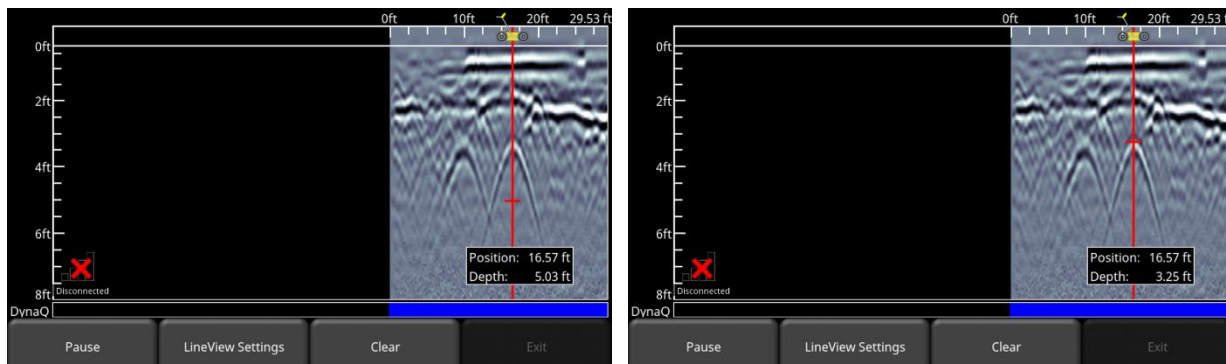 0ft 10ft 20ft 29.53 ft
0ft
2ft
4ft
6ft
8ft
Position: 16.57 ft
Depth: 5.03 ft
Disconnected
DynaQ
Pause LineView Settings Clear Exit
0ft 10ft 20ft 29.53
0ft
2ft
4ft
6ft
8ft
Position: 16.57 ft
Depth: 3.25 ft
Disconnected
DynaQ
Pause LineView Settings Clear Exit